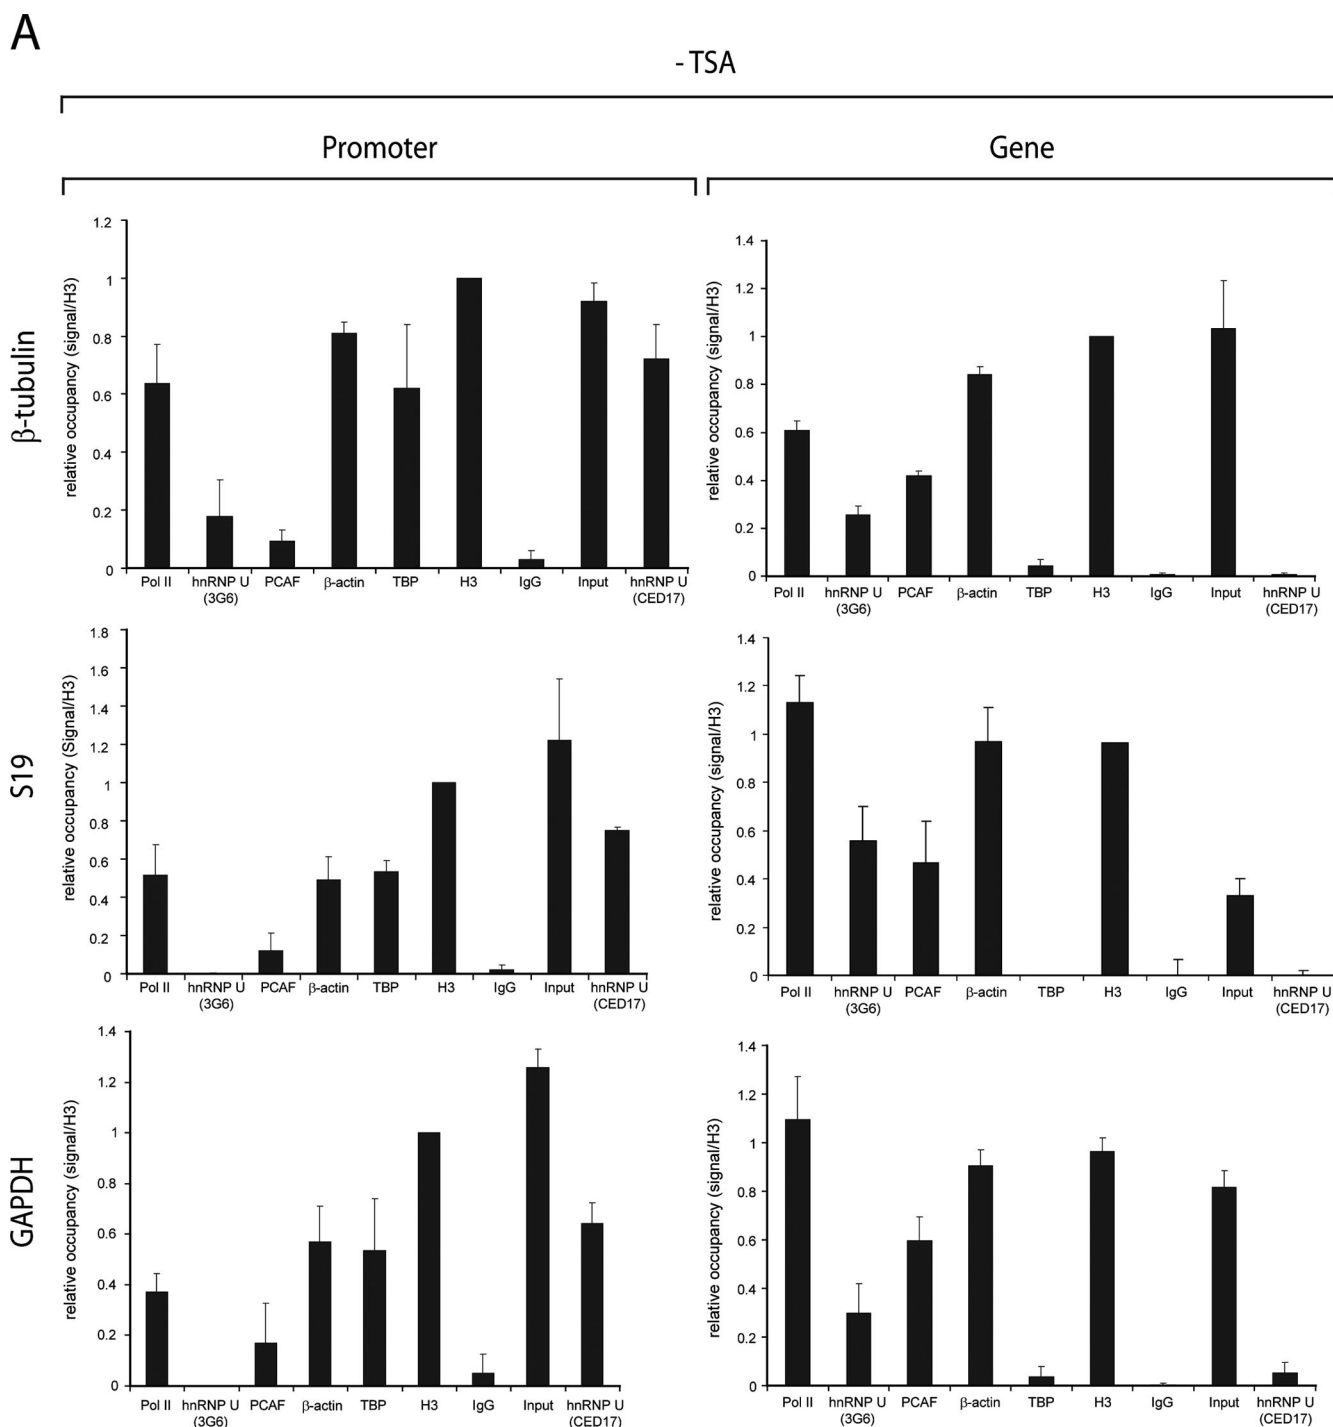 A
- TSA
Promoter
Gene
β-tubulin
relative occupancy (signal/H3)
1.2
1
0.8
0.6
0.4
0.2
0
Pol II hnRNP U PCAF β-actin TBP H3 IgG Input hnRNP U
(3G6) (CED17)
relative occupancy (signal/H3)
1.4
1.2
1
0.8
0.6
0.4
0.2
0
Pol II hnRNP U PCAF β-actin TBP H3 IgG Input hnRNP U
(3G6) (CED17)
S19
relative occupancy (Signal/H3)
1.8
1.6
1.4
1.2
1
0.8
0.6
0.4
0.2
0
Pol II hnRNP U PCAF β-actin TBP H3 IgG Input hnRNP U
(3G6) (CED17)
relative occupancy (signal/H3)
1.4
1.2
1
0.8
0.6
0.4
0.2
0
Pol II hnRNP U PCAF β-actin TBP H3 IgG Input hnRNP U
(3G6) (CED17)
GAPDH
relative occupancy (signal/H3)
1.4
1.2
1
0.8
0.6
0.4
0.2
0
Pol II hnRNP U PCAF β-actin TBP H3 IgG Input hnRNP U
(3G6) (CED17)
relative occupancy (signal/H3)
1.4
1.2
1
0.8
0.6
0.4
0.2
0
Pol II hnRNP U PCAF β-actin TBP H3 IgG Input hnRNP U
(3G6) (CED17)